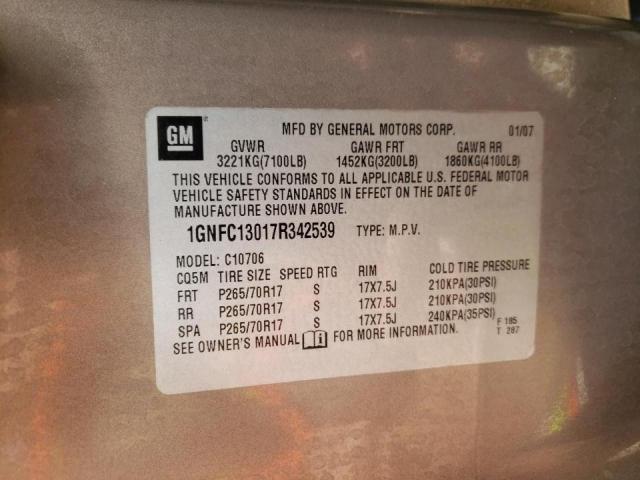 GM
MFD BY GENERAL MOTORS CORP. 01/07
GVWR GAWR FRT GAWR RR
3221KG(7100LB) 1452KG(3200LB) 1860KG(4100LB)
THIS VEHICLE CONFORMS TO ALL APPLICABLE U.S. FEDERAL MOTOR
VEHICLE SAFETY STANDARDS IN EFFECT ON THE DATE OF
MANUFACTURE SHOWN ABOVE.
1GNFC13017R342539 TYPE: M.P.V.
MODEL: C10706
CQ5M TIRE SIZE SPEED RTG RIM COLD TIRE PRESSURE
FRT P265/70R17 S 17X7.5J 210KPA(30PSI)
RR P265/70R17 S 17X7.5J 210KPA(30PSI)
SPA P265/70R17 S 17X7.5J 240KPA(35PSI) F 185
SEE OWNER'S MANUAL FOR MORE INFORMATION. T 287